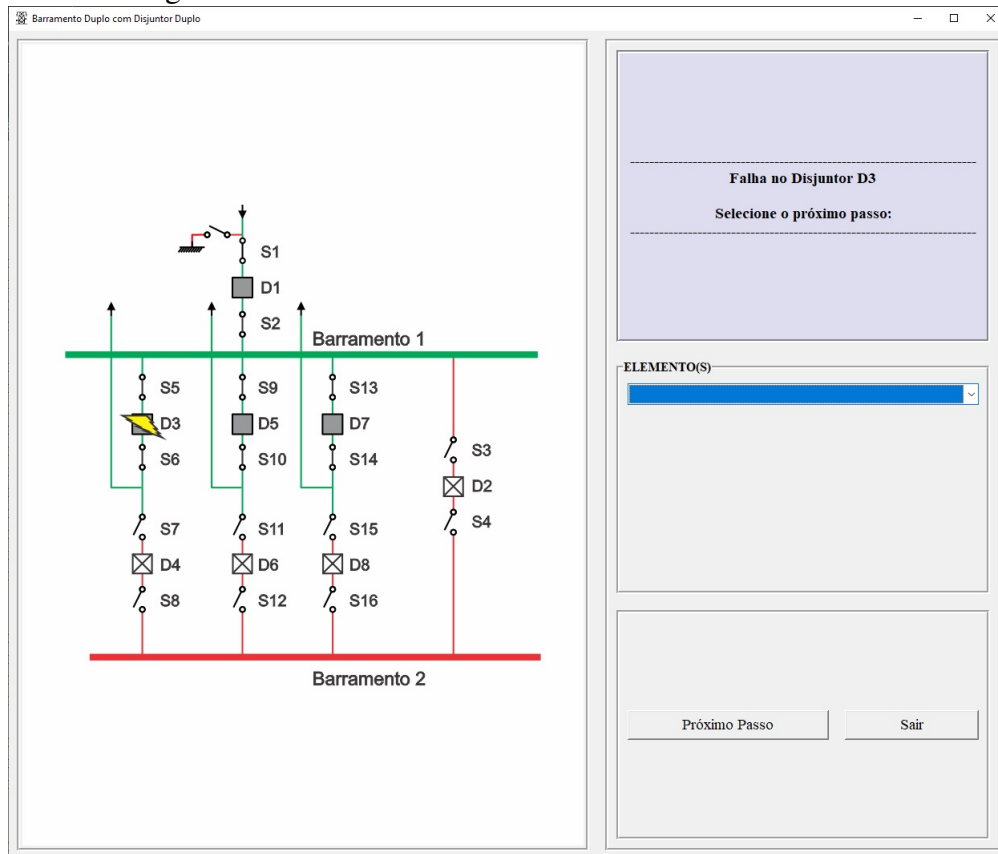 Barramento Duplo com Disjuntor Duplo
Falha no Disjuntor D3
Selecione o próximo passo:
ELEMENTO(S)
Próximo Passo
Sair
S1
D1
S2
Barramento 1
S5
S9
S13
D3
D5
D7
S6
S10
S14
S3
D2
S4
S7
S11
S15
D4
D6
D8
S8
S12
S16
Barramento 2